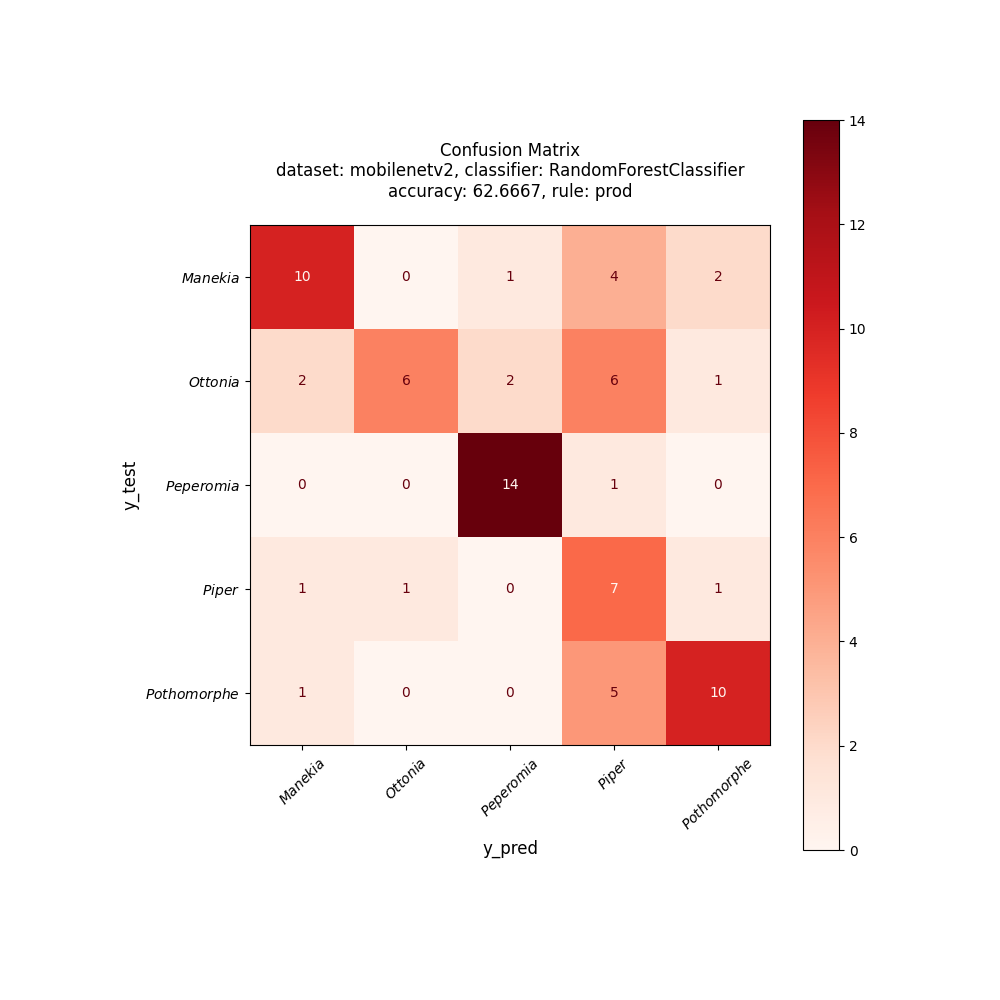 Confusion Matrix
dataset: mobilenetv2, classifier: RandomForestClassifier
accuracy: 62.6667, rule: prod
14
12
10
8
6
4
2
0
y_test
Manekia 10 0 1 4 2
Ottonia 2 6 2 6 1
Peperomia 0 0 14 1 0
Piper 1 1 0 7 1
Pothomorphe 1 0 0 5 10
Manekia Ottonia Peperomia Piper Pothomorphe
y_pred